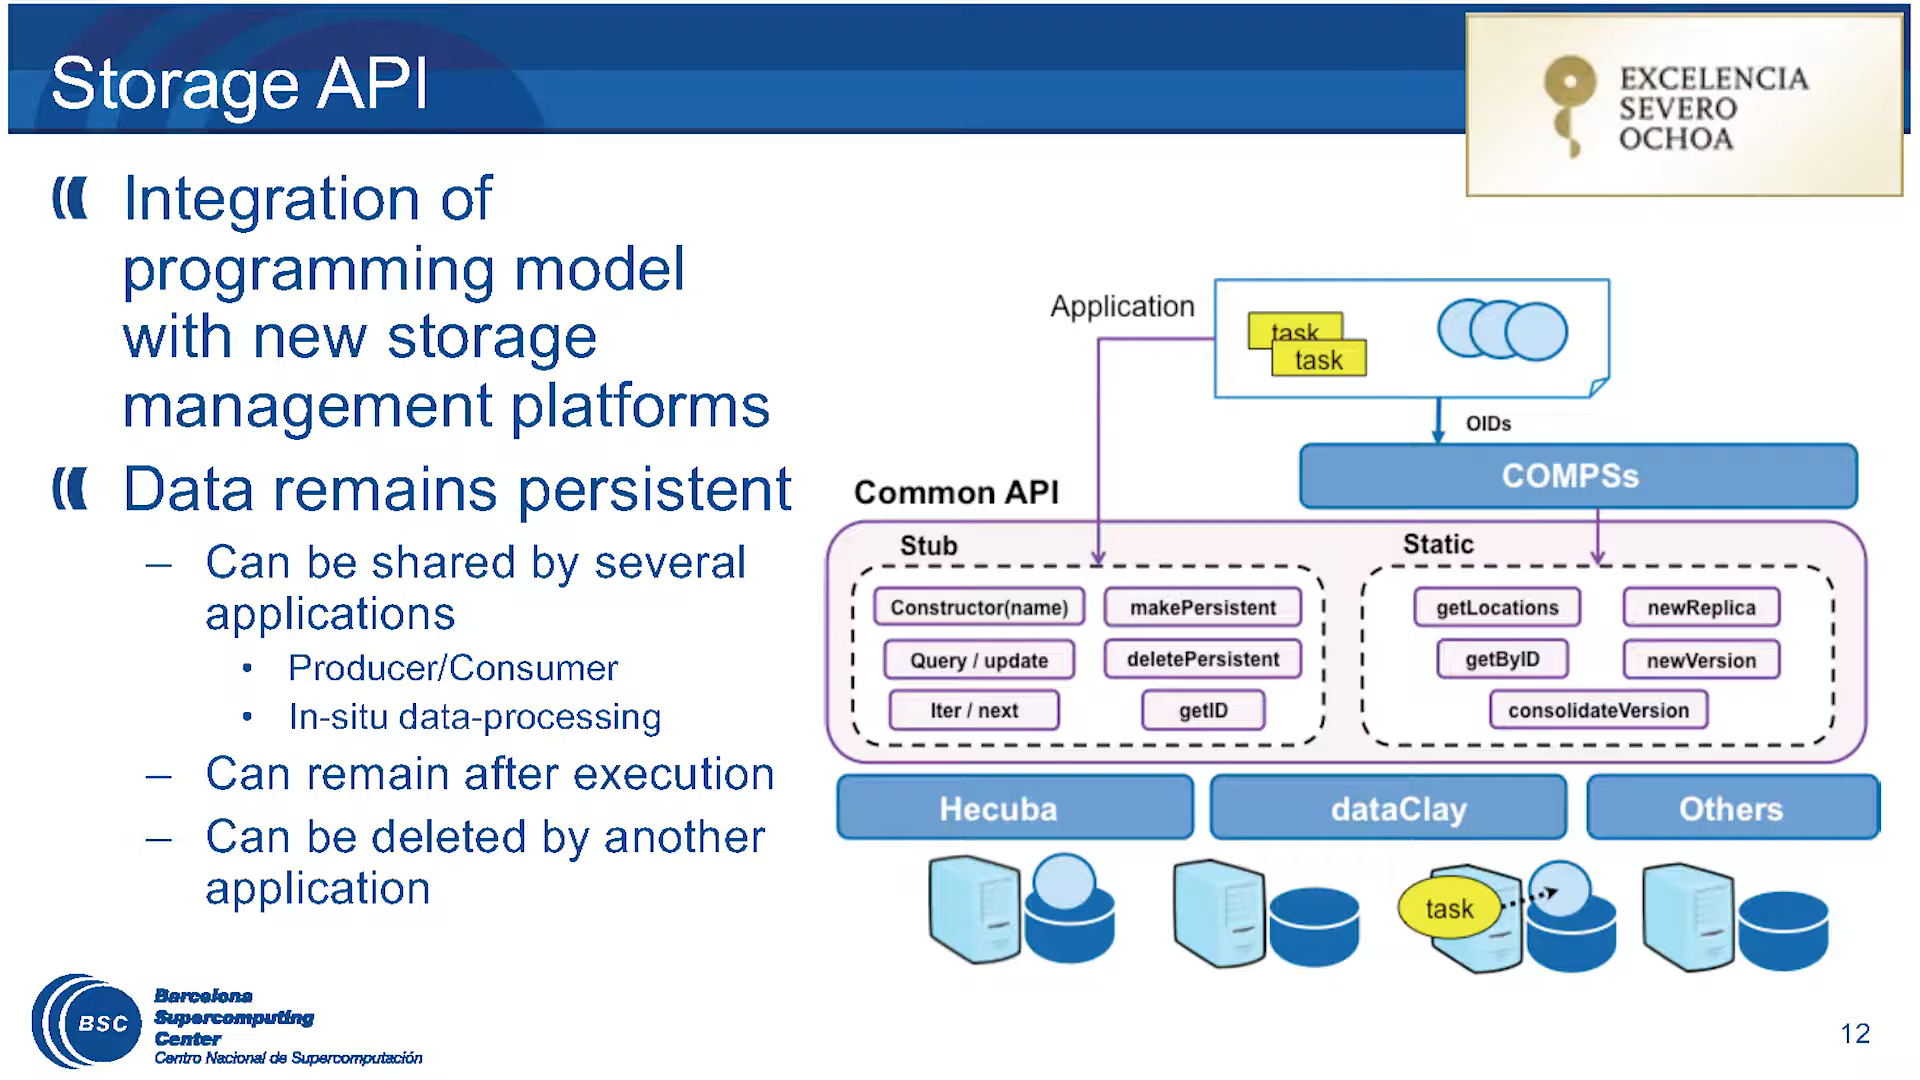 Storage API
EXCELENCIA
SEVERO
OCHOA
Integration of
programming model
with new storage
management platforms
Data remains persistent
– Can be shared by several
applications
• Producer/Consumer
• In-situ data-processing
– Can remain after execution
– Can be deleted by another
application
Application
task
task
OIDs
COMPSs
Common API
Stub
Static
Constructor(name)
makePersistent
getLocations
newReplica
Query / update
deletePersistent
getByID
newVersion
Iter / next
getID
consolidateVersion
Hecuba
dataClay
Others
task
BSC
Barcelona
Supercomputing
Center
Centro Nacional de Supercomputación
12